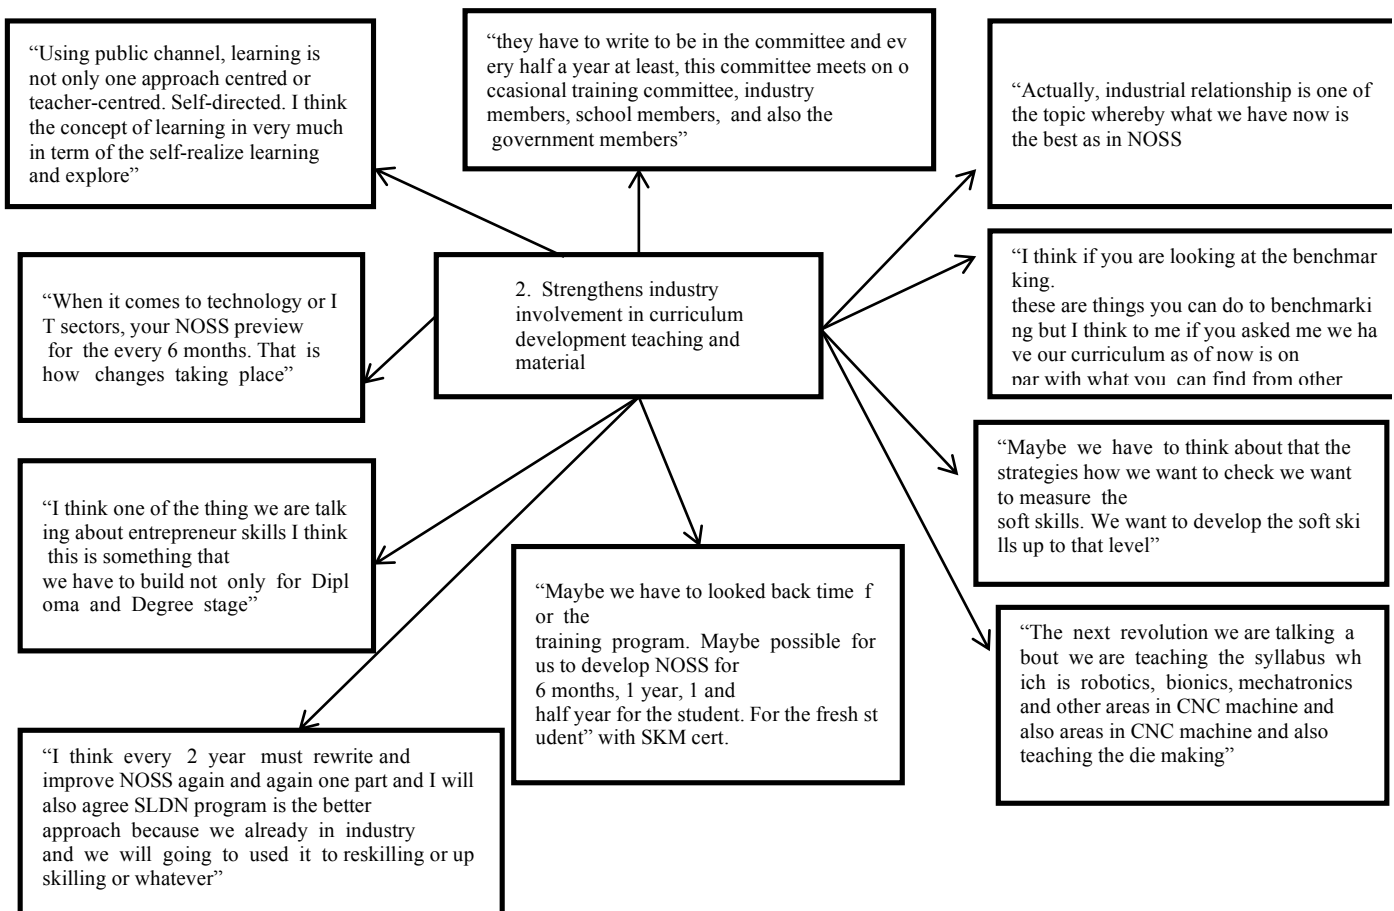 “Using public channel, learning is
not only one approach centred or
teacher-centred. Self-directed. I think
the concept of learning in very much
in term of the self-realize learning
and explore”
“they have to write to be in the committee and ev
ery half a year at least, this committee meets on o
ccasional training committee, industry
members, school members, and also the
government members”
“Actually, industrial relationship is one of
the topic whereby what we have now is
the best as in NOSS
“When it comes to technology or I
T sectors, your NOSS preview
for the every 6 months. That is
how changes taking place”
2. Strengthens industry
involvement in curriculum
development teaching and
material
“I think if you are looking at the benchmar
king.
these are things you can do to benchmarki
ng but I think to me if you asked me we ha
ve our curriculum as of now is on
par with what you can find from other
“I think one of the thing we are talk
ing about entrepreneur skills I think
this is something that
we have to build not only for Dipl
oma and Degree stage”
“Maybe we have to looked back time f
or the
training program. Maybe possible for
us to develop NOSS for
6 months, 1 year, 1 and
half year for the student. For the fresh st
udent” with SKM cert.
“Maybe we have to think about that the
strategies how we want to check we want
to measure the
soft skills. We want to develop the soft ski
lls up to that level”
“I think every 2 year must rewrite and
improve NOSS again and again one part and I will
also agree SLDN program is the better
approach because we already in industry
and we will going to used it to reskilling or up
skilling or whatever”
“The next revolution we are talking a
bout we are teaching the syllabus wh
ich is robotics, bionics, mechatronics
and other areas in CNC machine and
also areas in CNC machine and also
teaching the die making”